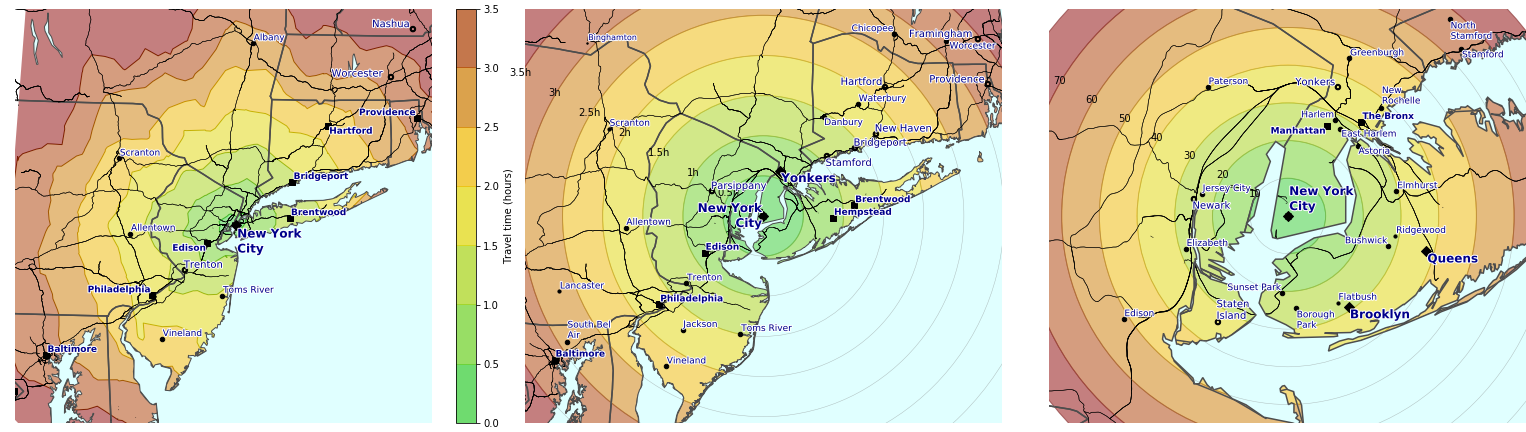 Nashua
Albany
Worcester
Providence
Hartford
Scranton
Bridgeport
Brentwood
Allentown
New York
City
Edison
Trenton
Philadelphia
Toms River
Vineland
Baltimore
3.5
3.0
2.5
2.0
1.5
1.0
0.5
0.0
Travel time (hours)
Chicopee
Framingham
Binghamton
Worcester
3.5h
3h
Hartford
Providence
2.5h
Waterbury
Scranton
2h
Danbury
New Haven
Bridgeport
1.5h
Stamford
1h
Yonkers
Parsippany
0.5h
Brentwood
New York
City
Hempstead
Allentown
Edison
Trenton
Lancaster
Philadelphia
South Bel
Air
Jackson
Toms River
Baltimore
Vineland
North
Stamford
Greenburgh
Stamford
70
Paterson
Yonkers
60
New
Rochelle
50
Harlem
The Bronx
Manhattan
East Harlem
40
Astoria
30
20
Jersey City
10
New York
City
Elmhurst
Newark
Ridgewood
Elizabeth
Bushwick
Queens
Sunset Park
Staten
Island
Flatbush
Edison
Borough
Park
Brooklyn